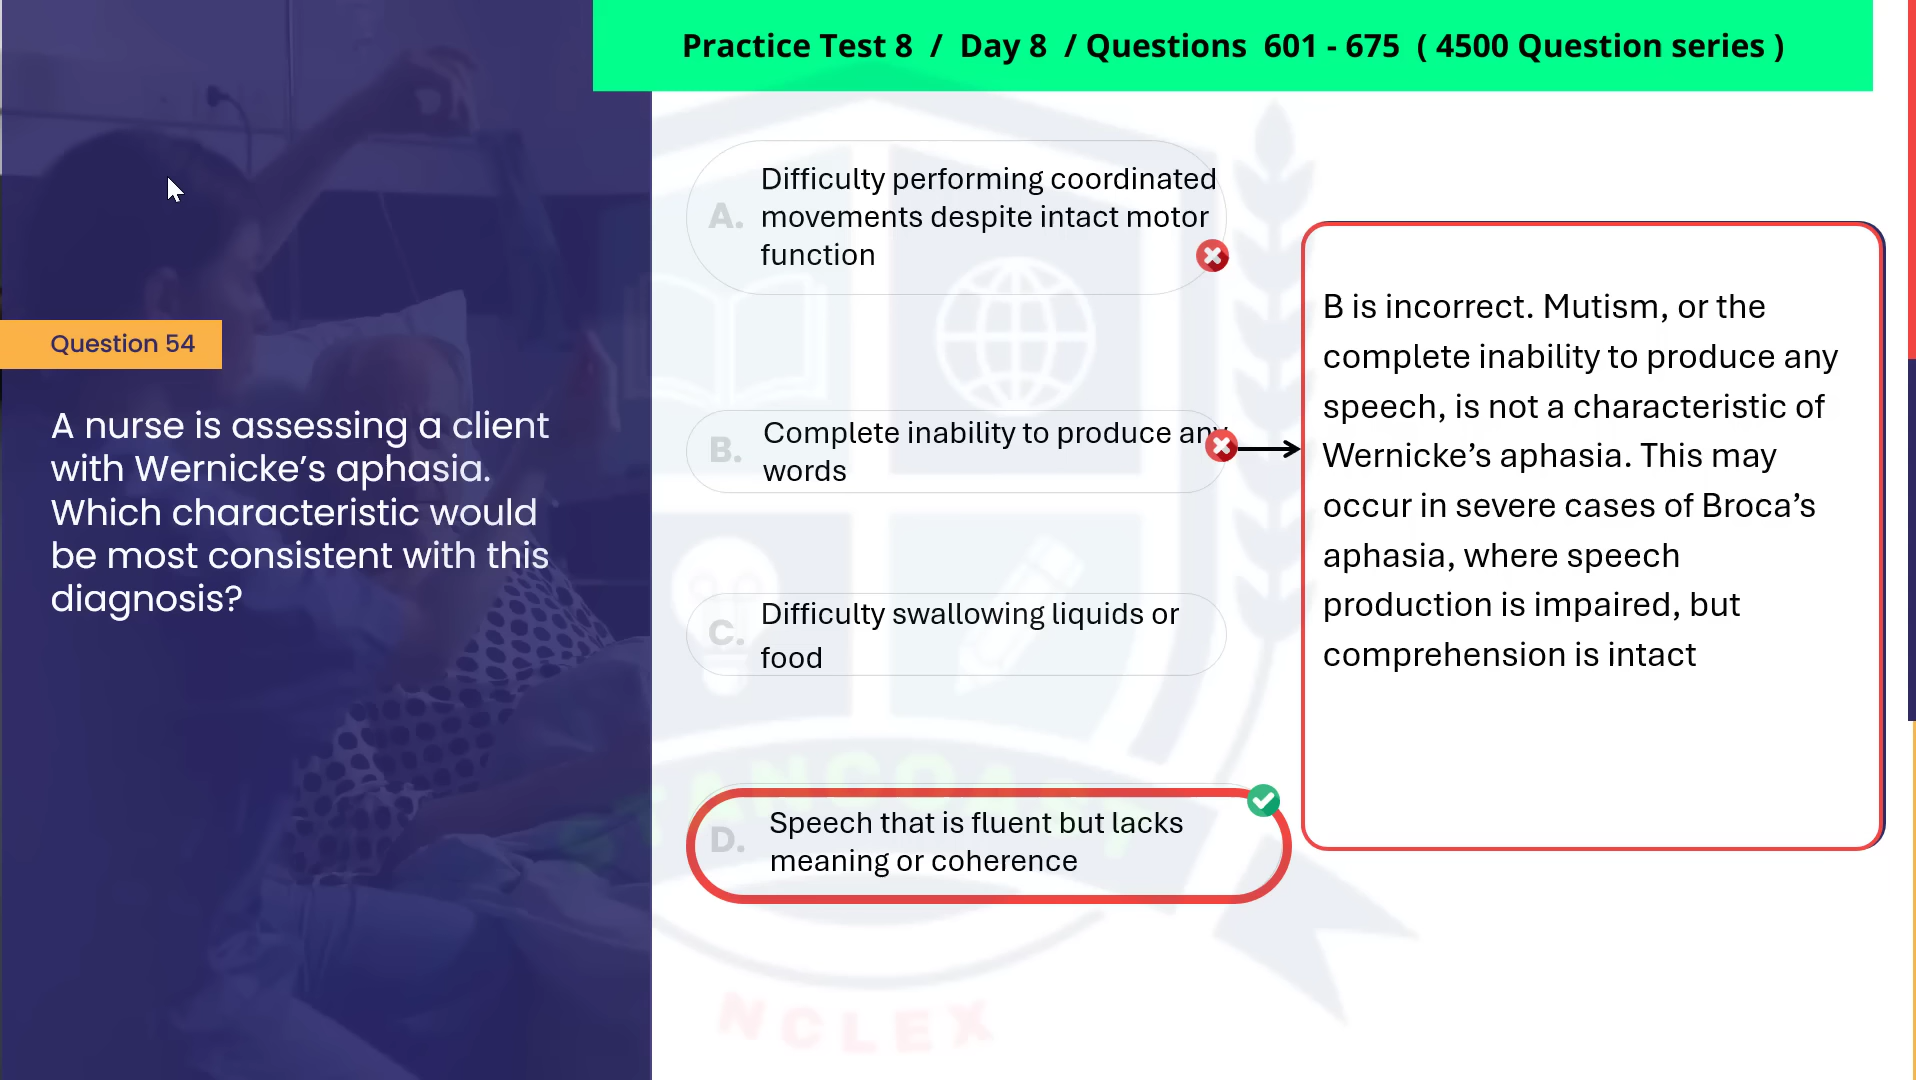 Practice Test 8 / Day 8 / Questions 601 - 675 ( 4500 Question series )
Question 54
A nurse is assessing a client
with Wernicke’s aphasia.
Which characteristic would
be most consistent with this
diagnosis?
A.
Difficulty performing coordinated
movements despite intact motor
function
B.
Complete inability to produce any
words
C.
Difficulty swallowing liquids or
food
D.
Speech that is fluent but lacks
meaning or coherence
B is incorrect. Mutism, or the
complete inability to produce any
speech, is not a characteristic of
Wernicke’s aphasia. This may
occur in severe cases of Broca’s
aphasia, where speech
production is impaired, but
comprehension is intact
NCLEX